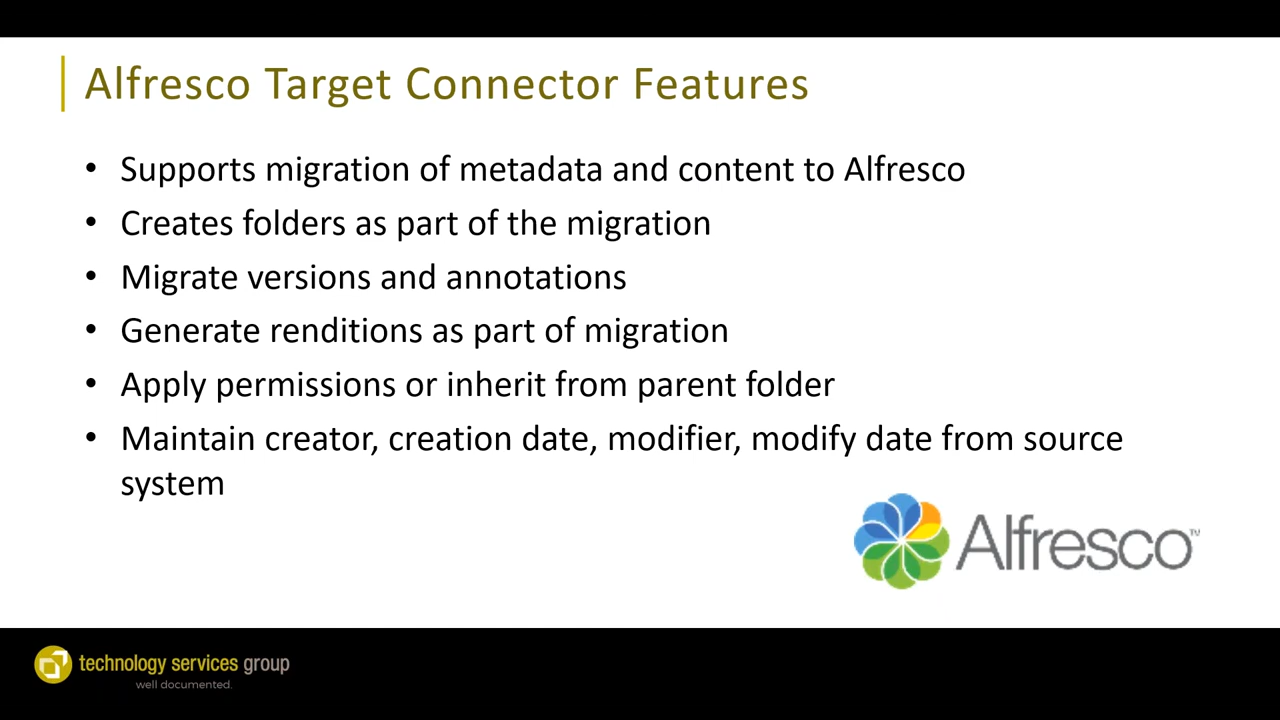 Alfresco Target Connector Features
• Supports migration of metadata and content to Alfresco
• Creates folders as part of the migration
• Migrate versions and annotations
• Generate renditions as part of migration
• Apply permissions or inherit from parent folder
• Maintain creator, creation date, modifier, modify date from source
system
Alfresco™
technology services group
well documented.